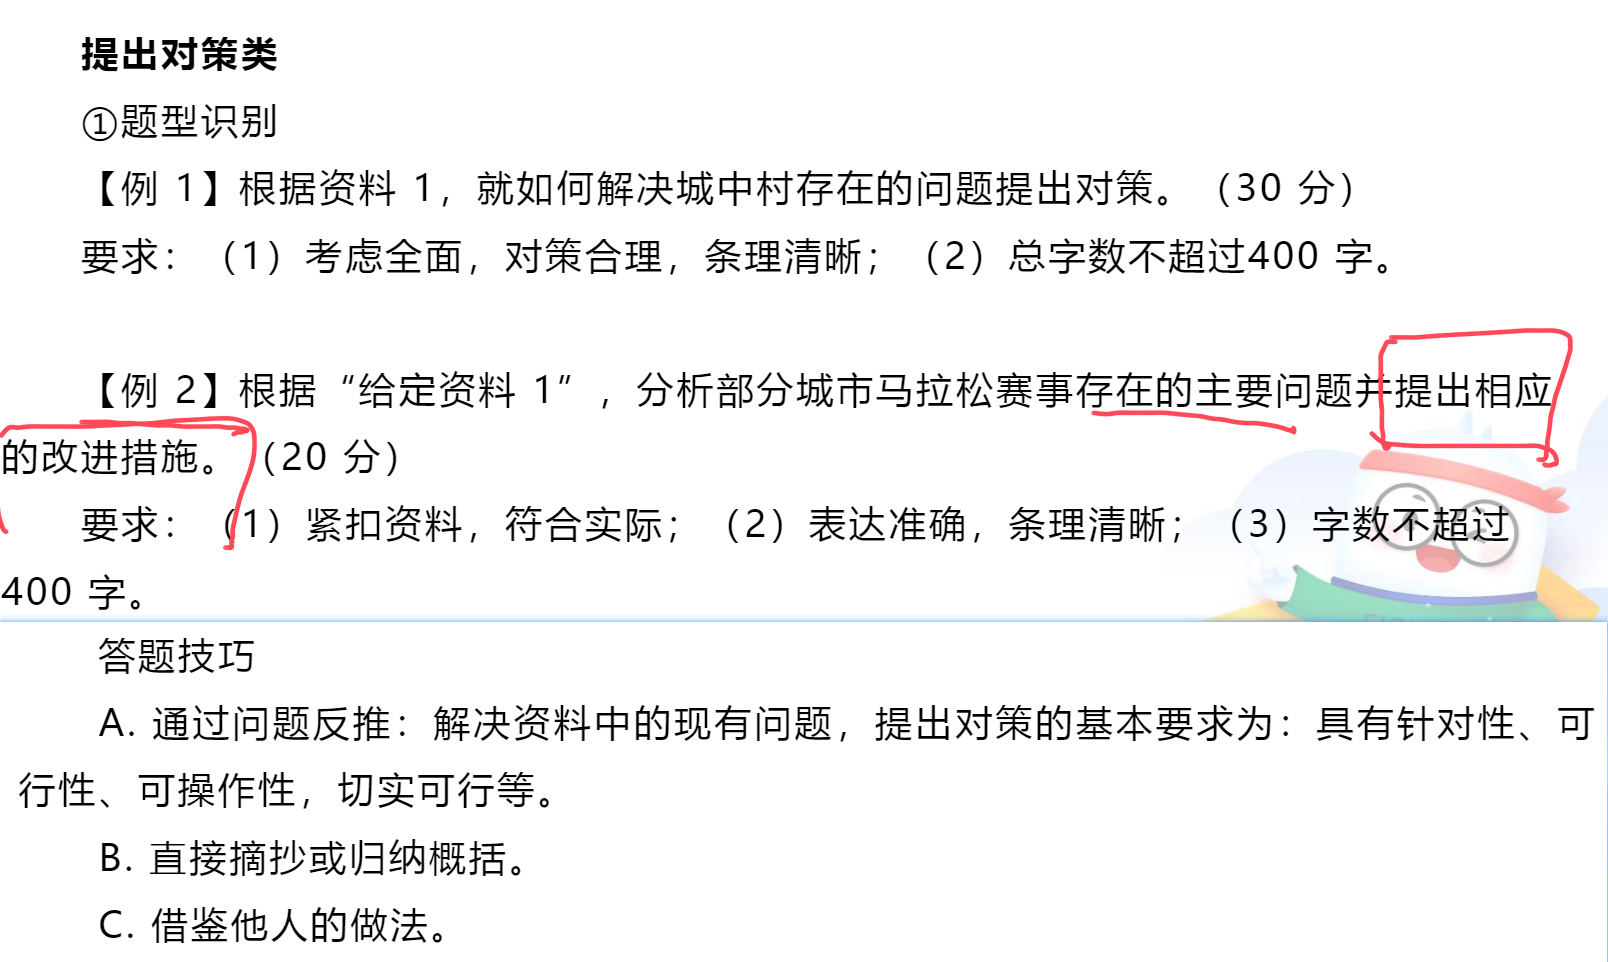 提出对策类
①题型识别
【例 1】根据资料 1，就如何解决城中村存在的问题提出对策。（30 分）
要求：（1）考虑全面，对策合理，条理清晰；（2）总字数不超过400 字。
【例 2】根据“给定资料 1”，分析部分城市马拉松赛事存在的主要问题并提出相应
的改进措施。（20 分）
要求：（1）紧扣资料，符合实际；（2）表达准确，条理清晰；（3）字数不超过
400 字。
答题技巧
A. 通过问题反推：解决资料中的现有问题，提出对策的基本要求为：具有针对性、可
行性、可操作性，切实可行等。
B. 直接摘抄或归纳概括。
C. 借鉴他人的做法。